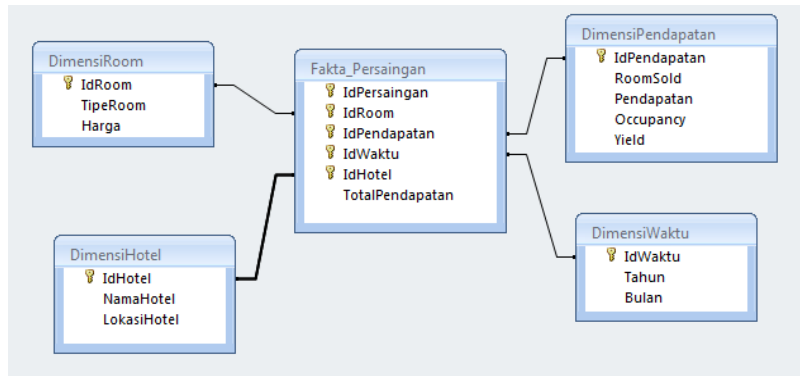 DimensiRoom
IdRoom
TipeRoom
Harga
Fakta_Persaingan
IdPersaingan
IdRoom
IdPendapatan
IdWaktu
IdHotel
TotalPendapatan
DimensiPendapatan
IdPendapatan
RoomSold
Pendapatan
Occupancy
Yield
DimensiHotel
IdHotel
NamaHotel
LokasiHotel
DimensiWaktu
IdWaktu
Tahun
Bulan